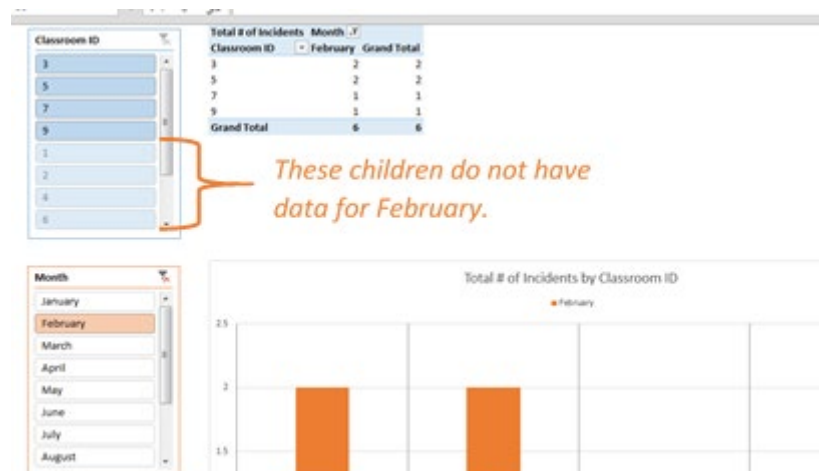 Classroom ID
3
5
7
9
1
2
4
6
Total # of Incidents Month
Classroom ID February Grand Total
3 2 2
5 2 2
7 1 1
9 1 1
Grand Total 6 6
These children do not have
data for February.
Month
January
February
March
April
May
June
July
August
Total # of Incidents by Classroom ID
February
2.5
2
1.5